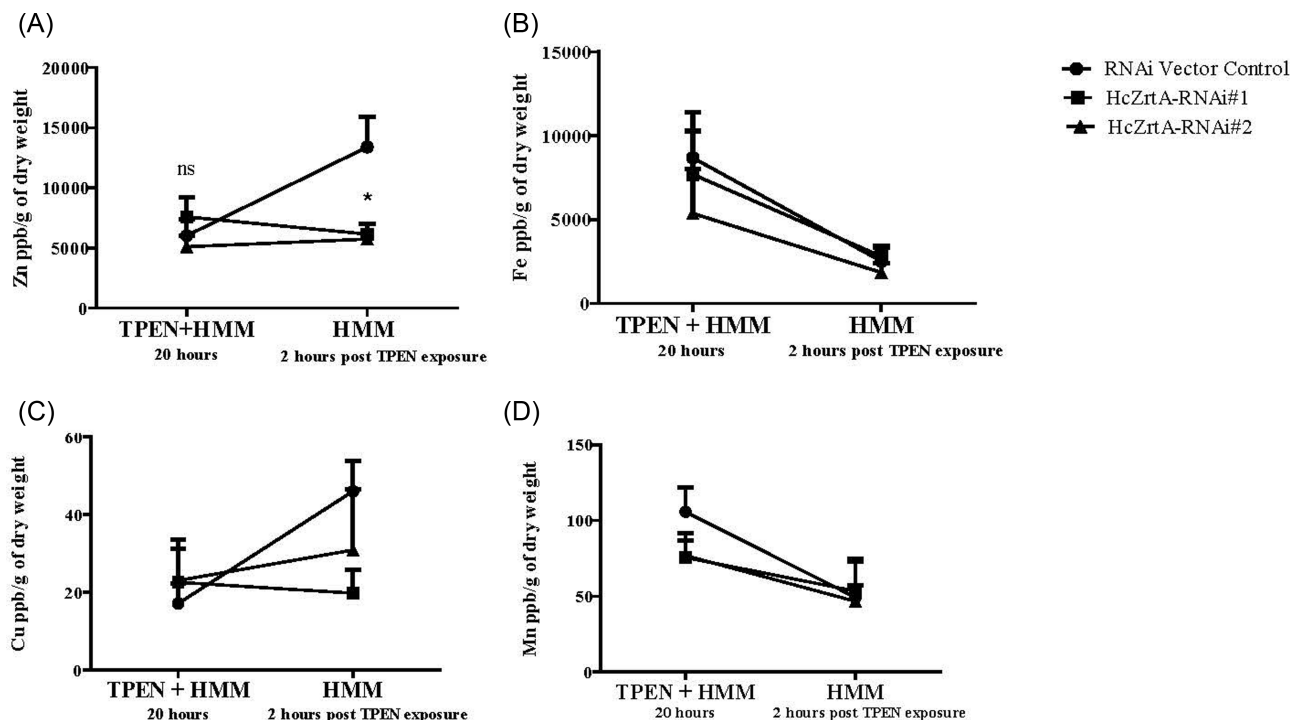 (A)
Zn ppb/g of dry weight
20000
15000
10000
5000
0
ns
*
TPEN+HMM
20 hours
HMM
2 hours post TPEN exposure
(B)
Fe ppb/g of dry weight
15000
10000
5000
0
TPEN + HMM
20 hours
HMM
2 hours post TPEN exposure
RNAi Vector Control
HcZrtA-RNAi#1
HcZrtA-RNAi#2
(C)
Cu ppb/g of dry weight
60
40
20
0
TPEN + HMM
20 hours
HMM
2 hours post TPEN exposure
(D)
Mn ppb/g of dry weight
150
100
50
0
TPEN + HMM
20 hours
HMM
2 hours post TPEN exposure